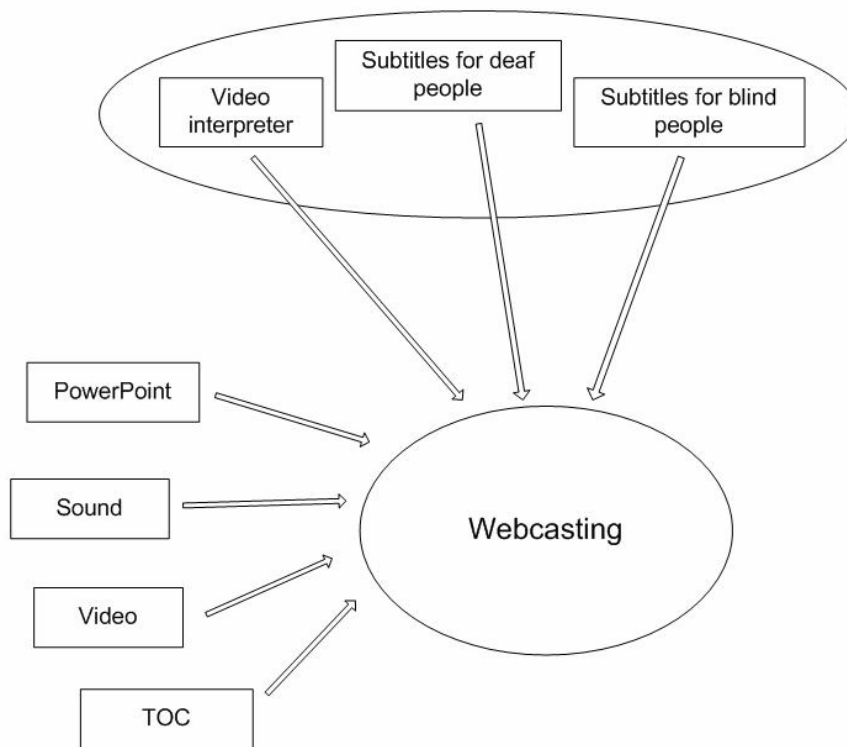 Subtitles for deaf
people
Video
interpreter
Subtitles for blind
people
PowerPoint
Sound
Webcasting
Video
TOC